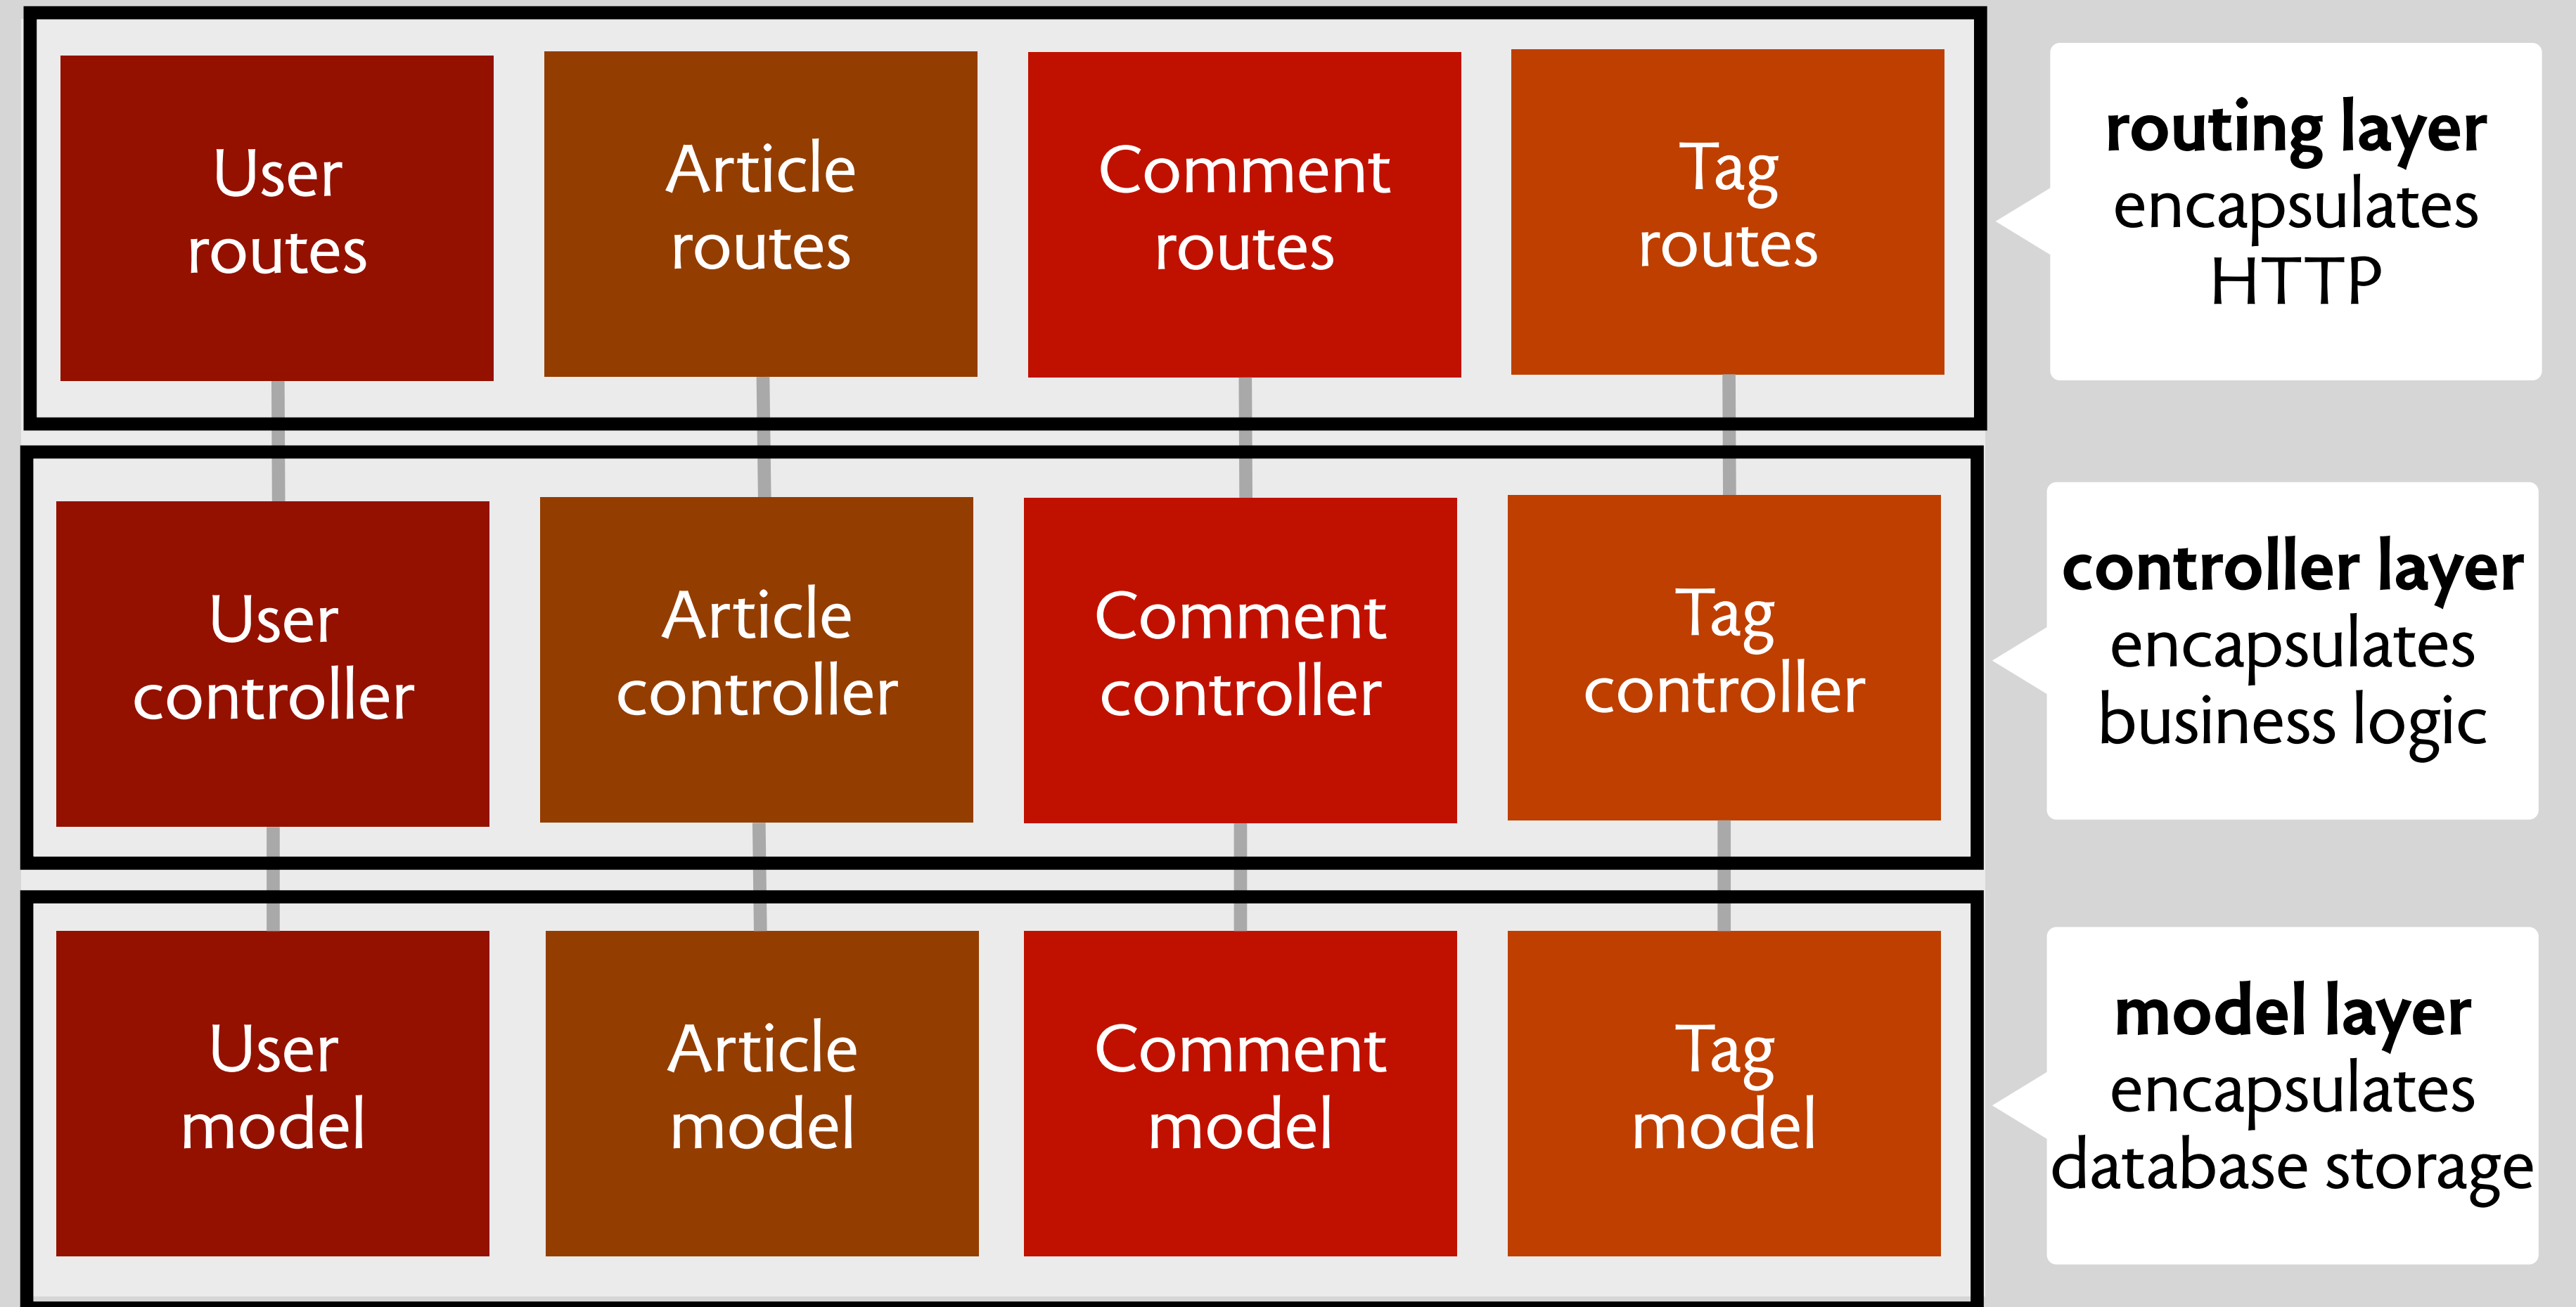 User
routes
Article
routes
Comment
routes
Tag
routes
routing layer
encapsulates
HTTP
User
controller
Article
controller
Comment
controller
Tag
controller
controller layer
encapsulates
business logic
User
model
Article
model
Comment
model
Tag
model
model layer
encapsulates
database storage